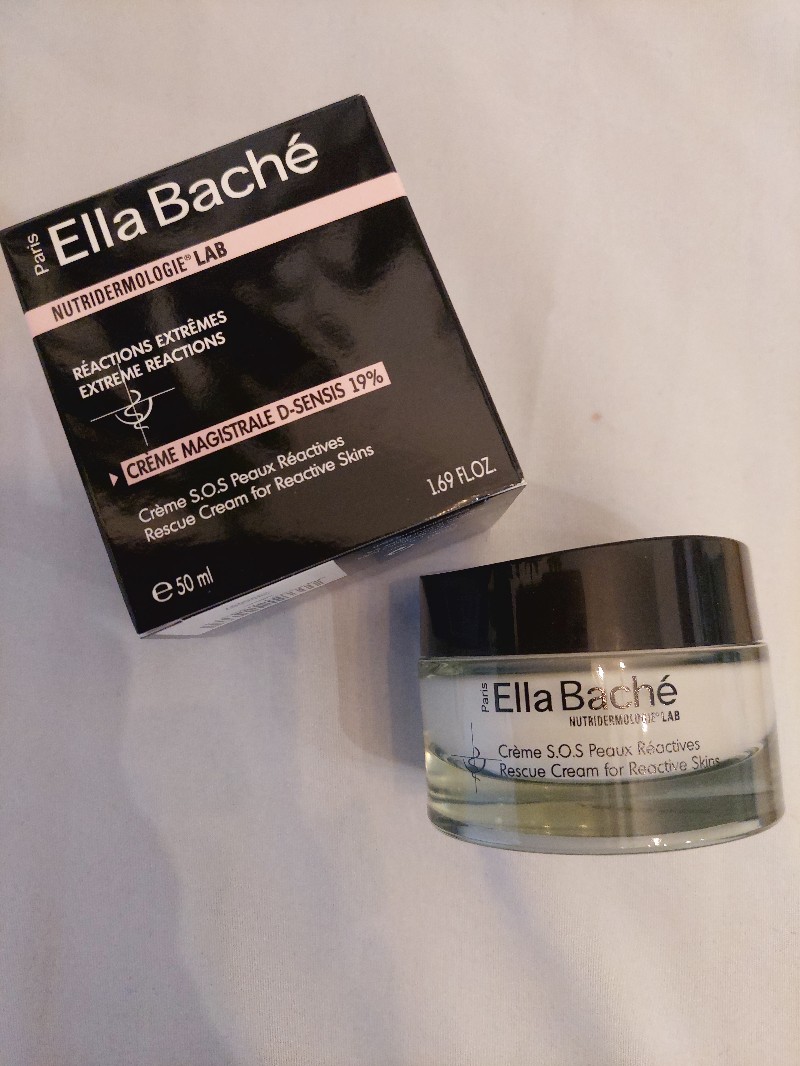 Paris
Ella Baché
NUTRIDERMOLOGIE® LAB
RÉACTIONS EXTRÊMES
EXTREME REACTIONS
CRÈME MAGISTRALE D-SENSIS 19%
Crème S.O.S Peaux Réactives
Rescue Cream for Reactive Skins
1.69 FL.OZ.
℮ 50 ml
Paris
Ella Baché
NUTRIDERMOLOGIE® LAB
Crème S.O.S Peaux Réactives
Rescue Cream for Reactive Skins